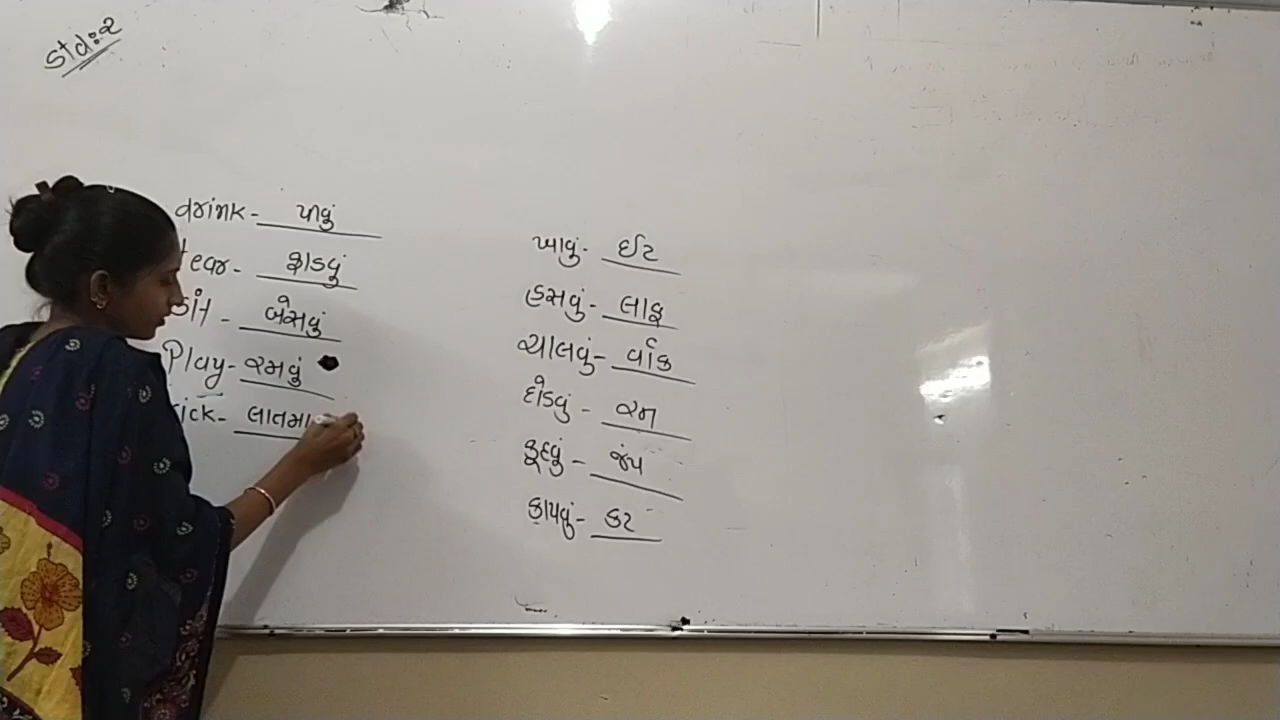 Std:2
drink - પીવું
tear - ફાડવું
sit - બેસવું
Play - રમવું
kick - લાતમા
ખાવું - ઈટ
હસવું - લાફ
ચાલવું - વૉક
દોડવું - રન
કૂદવું - જંપ
કાપવું - કટ